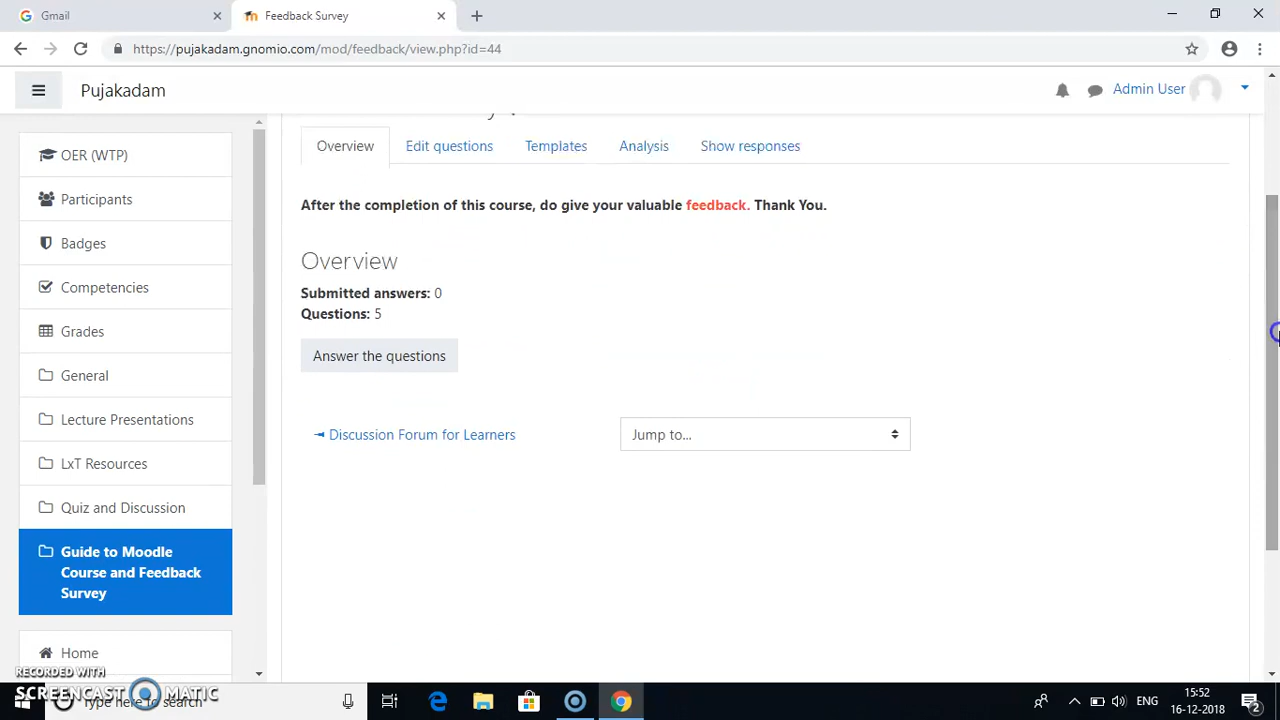 Gmail
Feedback Survey
https://pujakadam.gnomio.com/mod/feedback/view.php?id=44
Pujakadam
Admin User
OER (WTP)
Participants
Badges
Competencies
Grades
General
Lecture Presentations
LxT Resources
Quiz and Discussion
Guide to Moodle
Course and Feedback
Survey
Home
Overview
Edit questions
Templates
Analysis
Show responses
After the completion of this course, do give your valuable feedback. Thank You.
Overview
Submitted answers: 0
Questions: 5
Answer the questions
◄ Discussion Forum for Learners
Jump to...
RECORDED WITH
SCREENCAST MATIC
Type here to search
ENG
15:52
16-12-2018
2